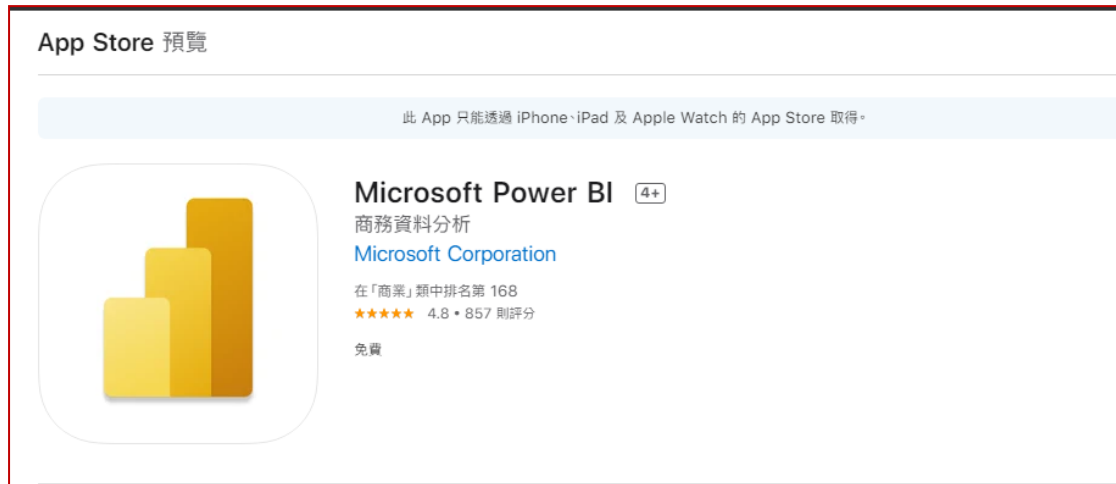 App Store 預覽
此 App 只能透過 iPhone、iPad 及 Apple Watch 的 App Store 取得。
Microsoft Power BI 4+
商務資料分析
Microsoft Corporation
在「商業」類中排名第 168
★★★★★ 4.8 • 857 則評分
免費